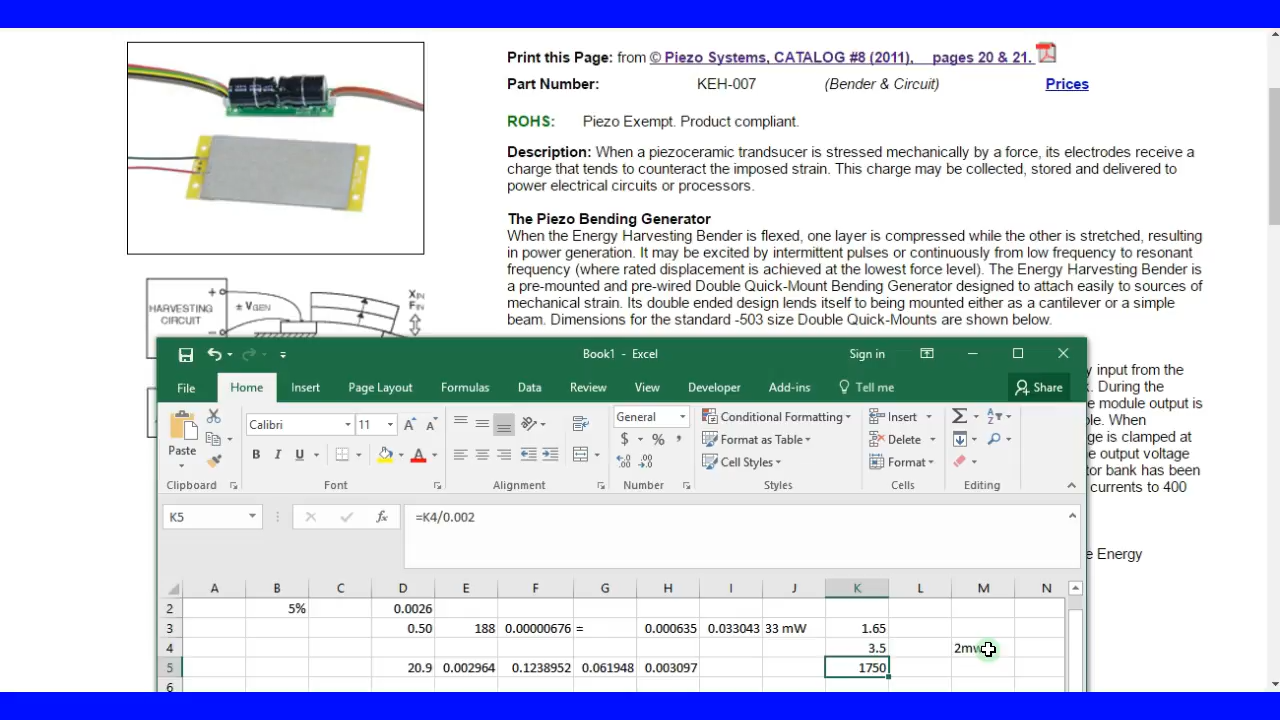 Print this Page: from © Piezo Systems, CATALOG #8 (2011), pages 20 & 21.
Part Number: KEH-007 (Bender & Circuit) Prices
ROHS: Piezo Exempt. Product compliant.
Description: When a piezoceramic trandsucer is stressed mechanically by a force, its electrodes receive a
charge that tends to counteract the imposed strain. This charge may be collected, stored and delivered to
power electrical circuits or processors.
The Piezo Bending Generator
When the Energy Harvesting Bender is flexed, one layer is compressed while the other is stretched, resulting
in power generation. It may be excited by intermittent pulses or continuously from low frequency to resonant
frequency (where rated displacement is achieved at the lowest force level). The Energy Harvesting Bender is
a pre-mounted and pre-wired Double Quick-Mount Bending Generator designed to attach easily to sources of
mechanical strain. Its double ended design lends itself to being mounted either as a cantilever or a simple
beam. Dimensions for the standard -503 size Double Quick-Mounts are shown below.
HARVESTING
CIRCUIT
+
± VGEN
−
XIN
FIN
y input from the
k. During the
e module output is
ble. When
ge is clamped at
e output voltage
tor bank has been
currents to 400
e Energy
Book1 - Excel
Sign in
File Home Insert Page Layout Formulas Data Review View Developer Add-ins Tell me Share
Paste
Calibri 11
B I U
General
$ % ,
Conditional Formatting
Format as Table
Cell Styles
Insert
Delete
Format
Clipboard Font Alignment Number Styles Cells Editing
K5 fx =K4/0.002
A B C D E F G H I J K L M N
2 5% 0.0026
3 0.50 188 0.00000676 = 0.000635 0.033043 33 mW 1.65
4 3.5 2mw
5 20.9 0.002964 0.1238952 0.061948 0.003097 1750
6